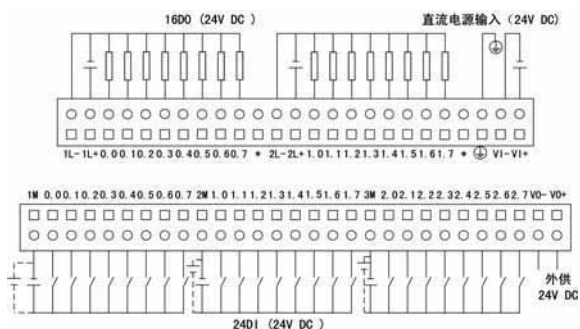 16DO (24V DC) 直流电源输入 (24V DC)
1L- 1L+ 0.0 0.1 0.2 0.3 0.4 0.5 0.6 0.7 * 2L- 2L+ 1.0 1.1 1.2 1.3 1.4 1.5 1.6 1.7 * VI- VI+
1M 0.0 0.1 0.2 0.3 0.4 0.5 0.6 0.7 2M 1.0 1.1 1.2 1.3 1.4 1.5 1.6 1.7 3M 2.0 2.1 2.2 2.3 2.4 2.5 2.6 2.7 VO- VO+
外供
24V DC
24DI (24V DC)